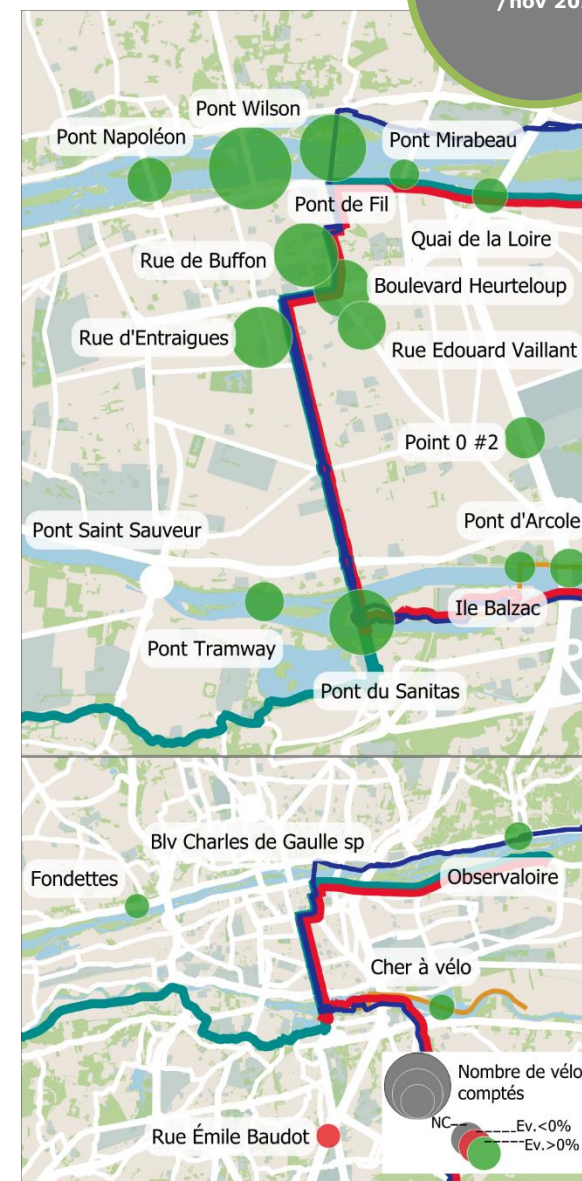 /nov 20
Pont Wilson
Pont Napoléon
Pont Mirabeau
Pont de Fil
Quai de la Loire
Rue de Buffon
Boulevard Heurteloup
Rue d'Entraigues
Rue Edouard Vaillant
Point 0 #2
Pont d'Arcole
Pont Saint Sauveur
Ile Balzac
Pont Tramway
Pont du Sanitas
Blv Charles de Gaulle sp
Fondettes
Observaloire
Cher à vélo
Nombre de vélo
comptés
NC
Ev.<0%
Ev.>0%
Rue Émile Baudot